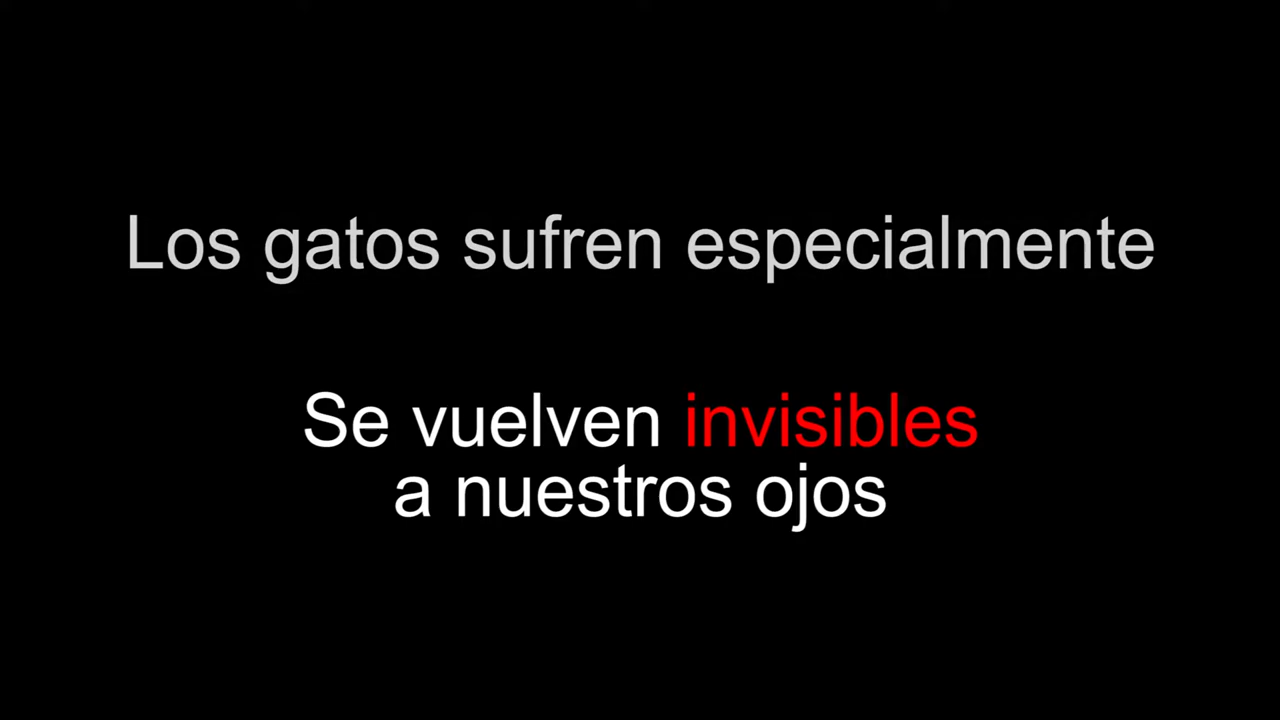 Los gatos sufren especialmente
Se vuelven invisibles
a nuestros ojos